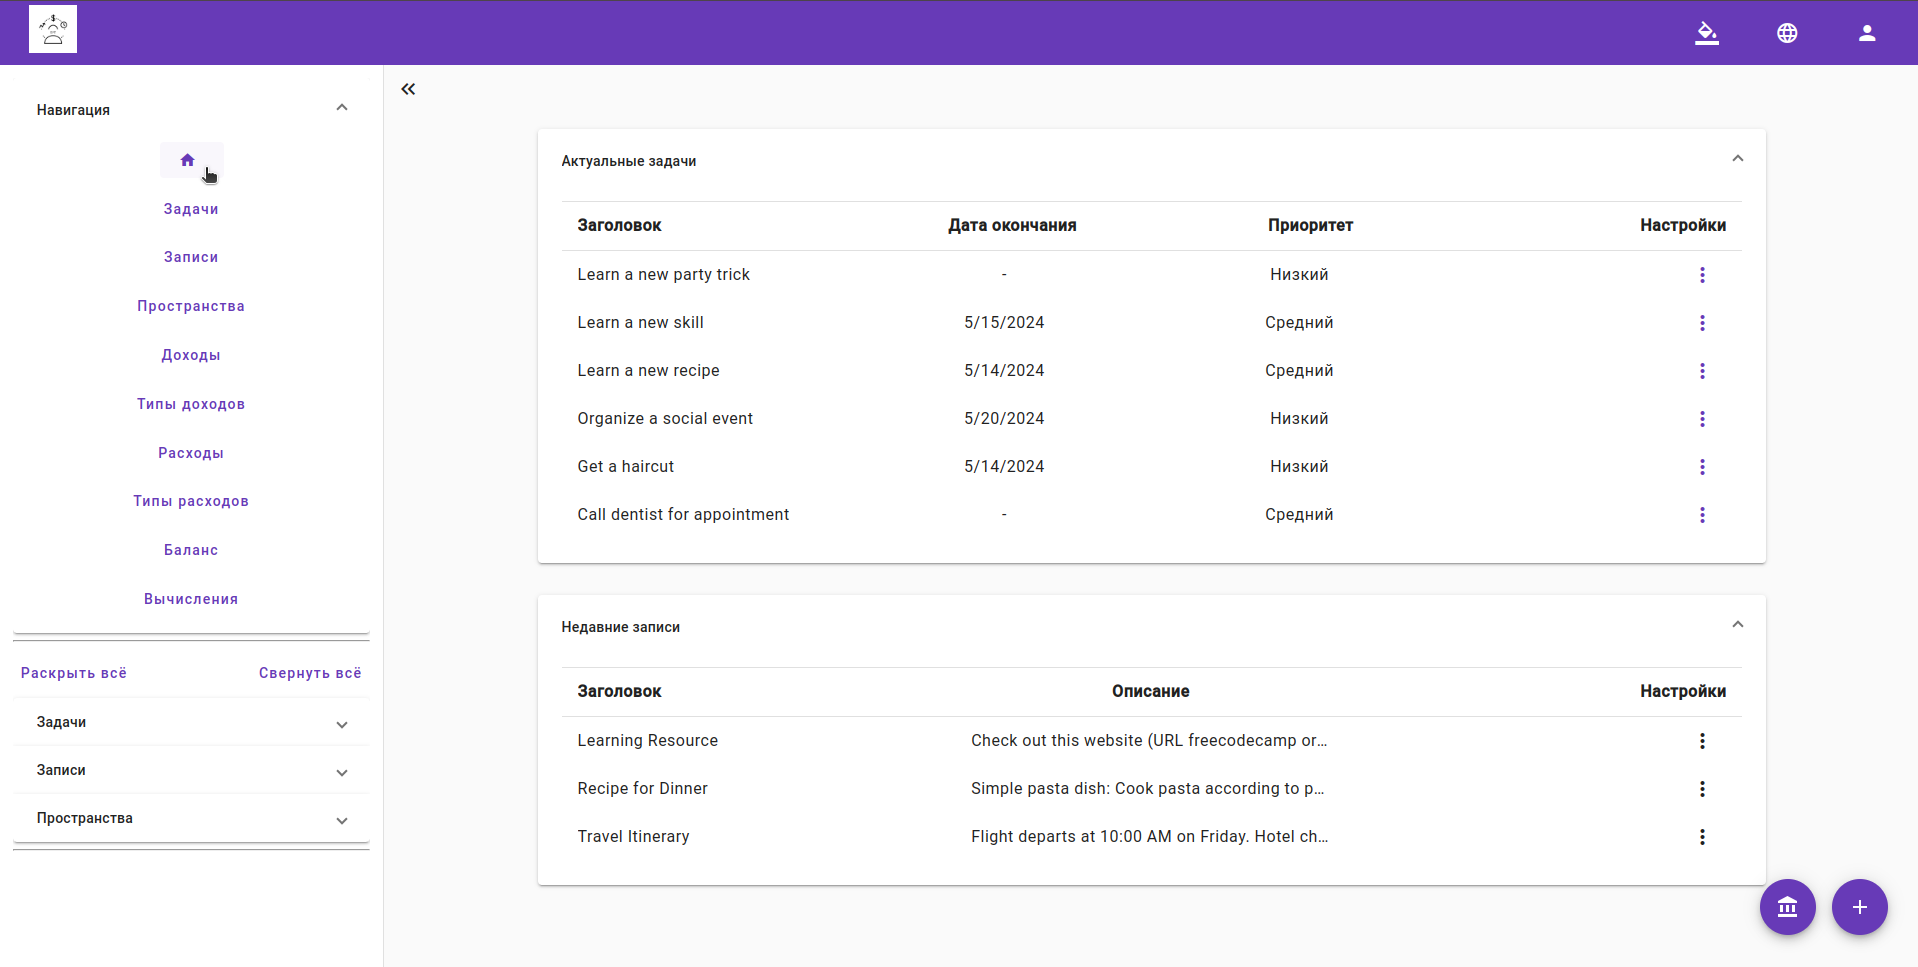 Навигация
Задачи
Записи
Пространства
Доходы
Типы доходов
Расходы
Типы расходов
Баланс
Вычисления
Раскрыть всё Свернуть всё
Задачи
Записи
Пространства
Актуальные задачи
Заголовок Дата окончания Приоритет Настройки
Learn a new party trick - Низкий
Learn a new skill 5/15/2024 Средний
Learn a new recipe 5/14/2024 Средний
Organize a social event 5/20/2024 Низкий
Get a haircut 5/14/2024 Низкий
Call dentist for appointment - Средний
Недавние записи
Заголовок Описание Настройки
Learning Resource Check out this website (URL freecodecamp or…
Recipe for Dinner Simple pasta dish: Cook pasta according to p…
Travel Itinerary Flight departs at 10:00 AM on Friday. Hotel ch…